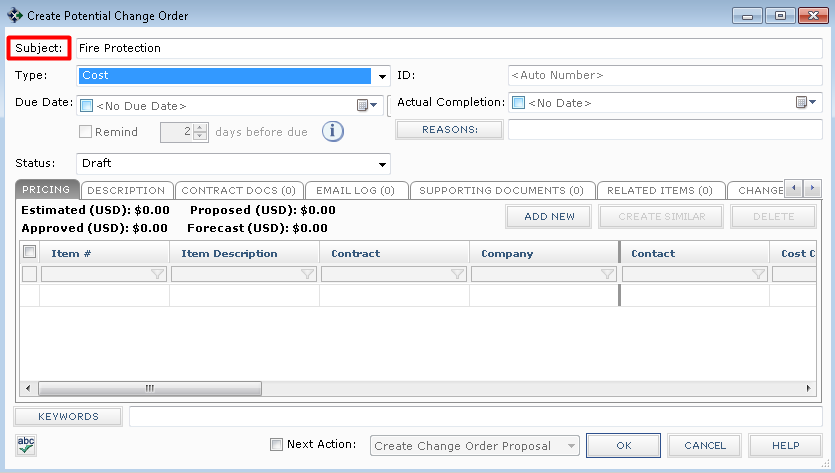 Create Potential Change Order
Subject: Fire Protection
Type: Cost ID: <Auto Number>
Due Date: <No Due Date> Actual Completion: <No Date>
Remind 2 days before due REASONS:
Status: Draft
PRICING DESCRIPTION CONTRACT DOCS (0) EMAIL LOG (0) SUPPORTING DOCUMENTS (0) RELATED ITEMS (0) CHANGE
Estimated (USD): $0.00 Proposed (USD): $0.00
ADD NEW CREATE SIMILAR DELETE
Approved (USD): $0.00 Forecast (USD): $0.00
Item # Item Description Contract Company Contact Cost C
KEYWORDS
abc Next Action: Create Change Order Proposal OK CANCEL HELP